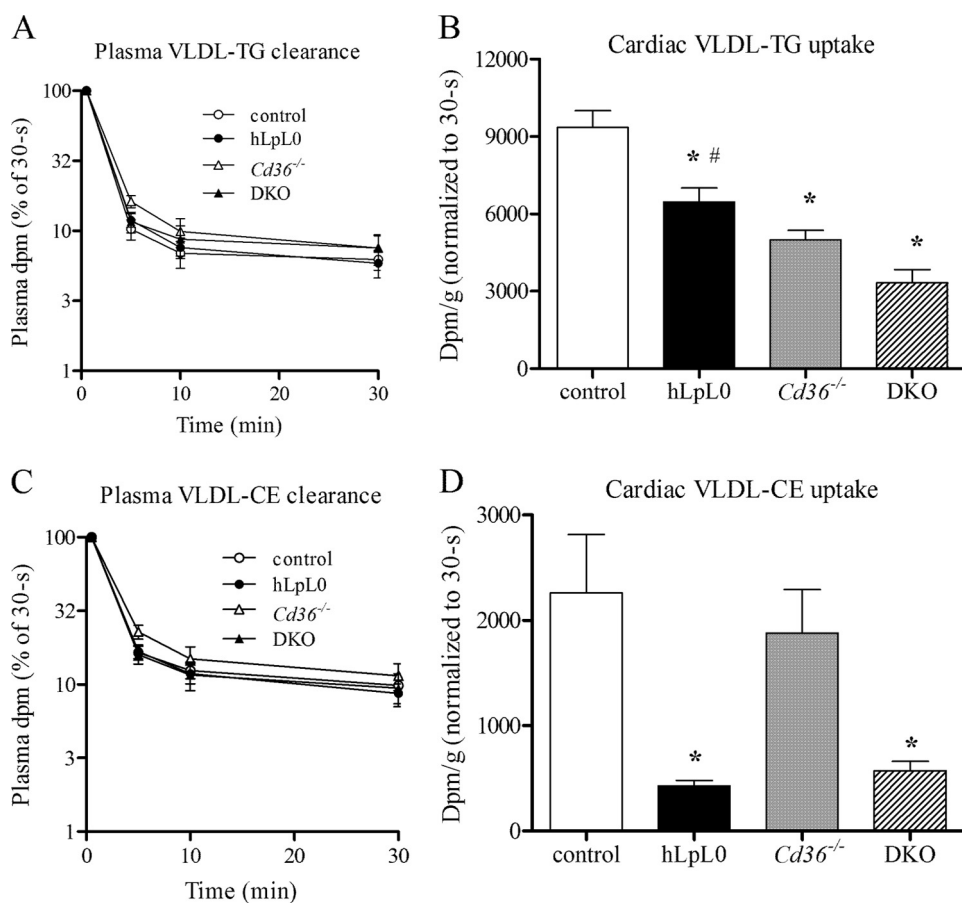 A
Plasma VLDL-TG clearance
Plasma dpm (% of 30-s)
100
32
10
3
1
control
hLpL0
Cd36-/-
DKO
0
10
20
30
Time (min)
B
Cardiac VLDL-TG uptake
Dpm/g (normalized to 30-s)
12000
9000
6000
3000
0
* #
*
*
control
hLpL0
Cd36-/-
DKO
C
Plasma VLDL-CE clearance
Plasma dpm (% of 30-s)
100
32
10
3
1
control
hLpL0
Cd36-/-
DKO
0
10
20
30
Time (min)
D
Cardiac VLDL-CE uptake
Dpm/g (normalized to 30-s)
3000
2000
1000
0
*
*
control
hLpL0
Cd36-/-
DKO